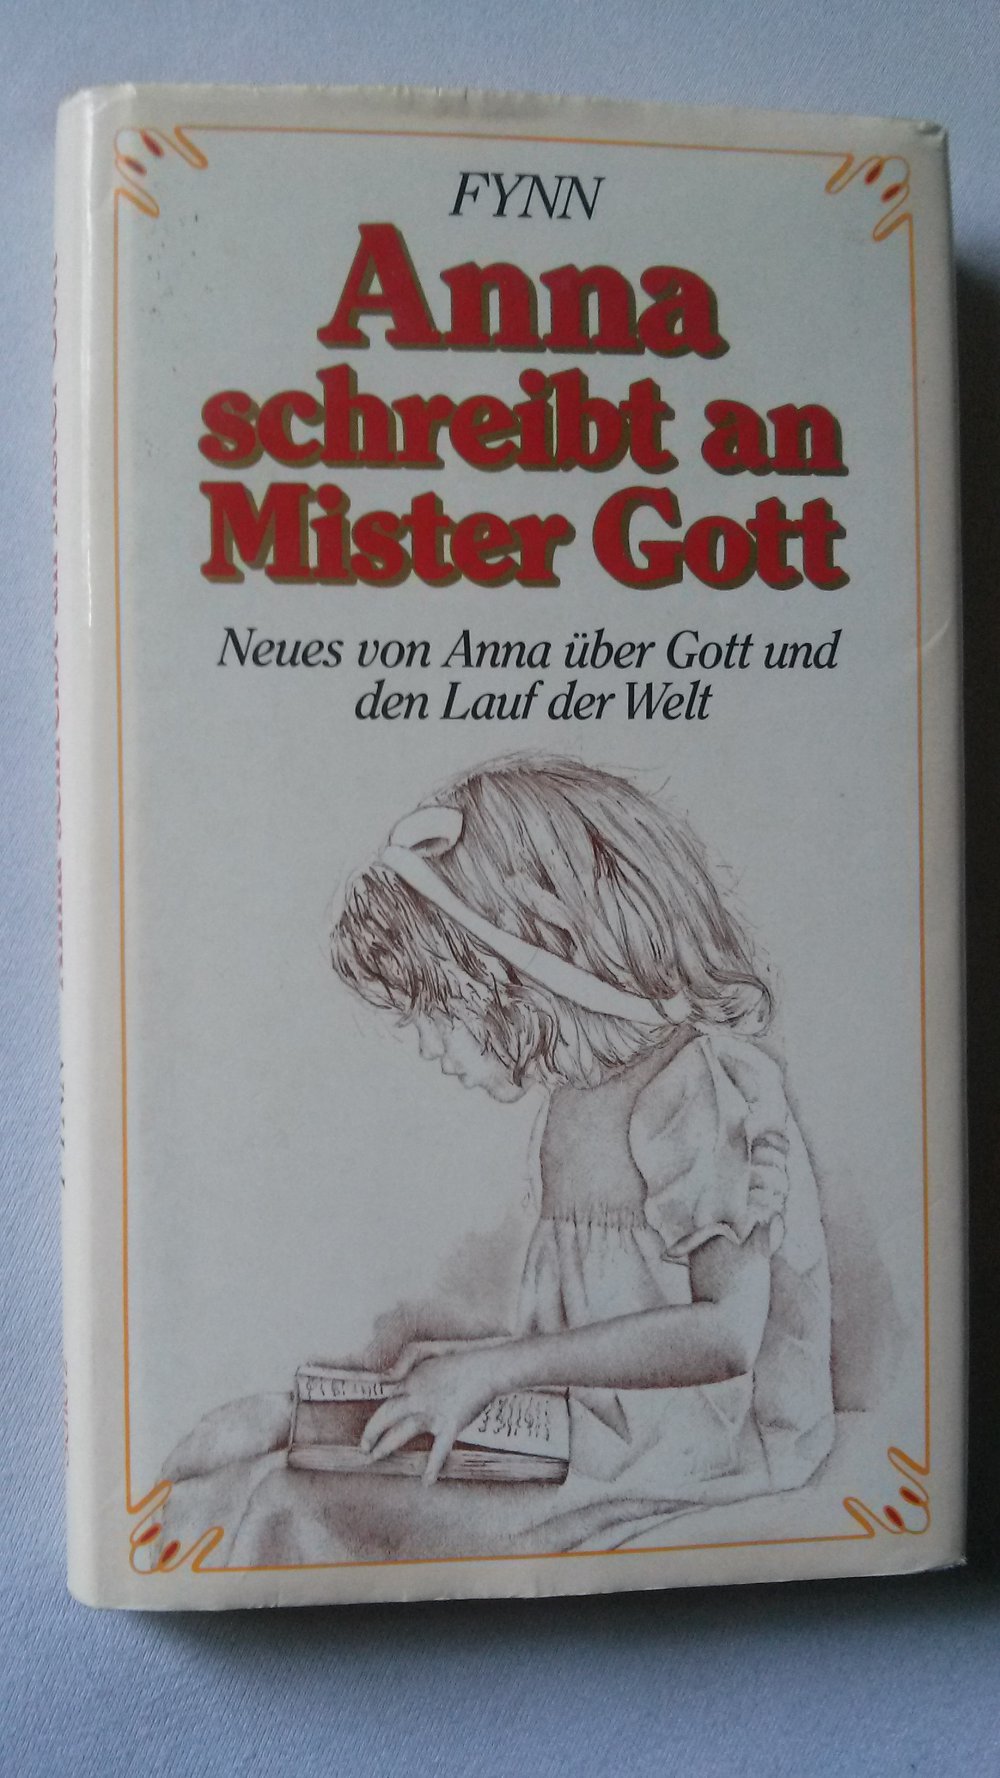 FYNN
Anna
schreibt an
Mister Gott
Neues von Anna über Gott und
den Lauf der Welt